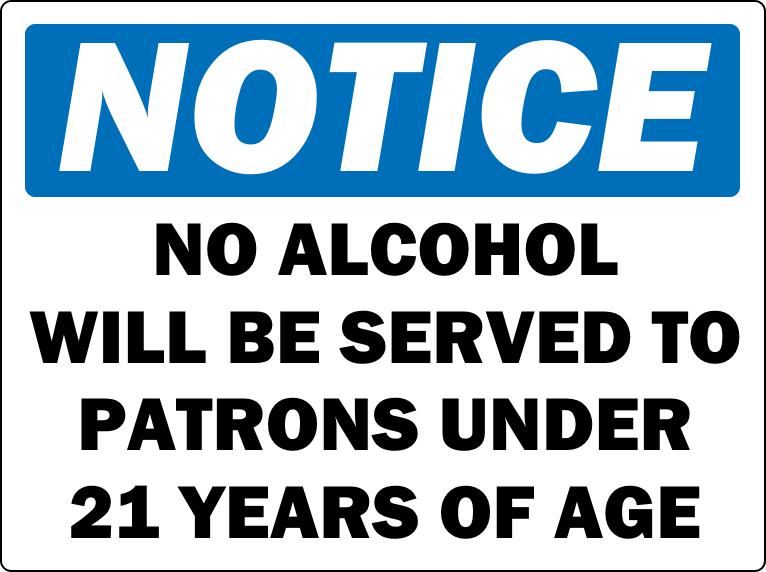 NOTICE
NO ALCOHOL
WILL BE SERVED TO
PATRONS UNDER
21 YEARS OF AGE